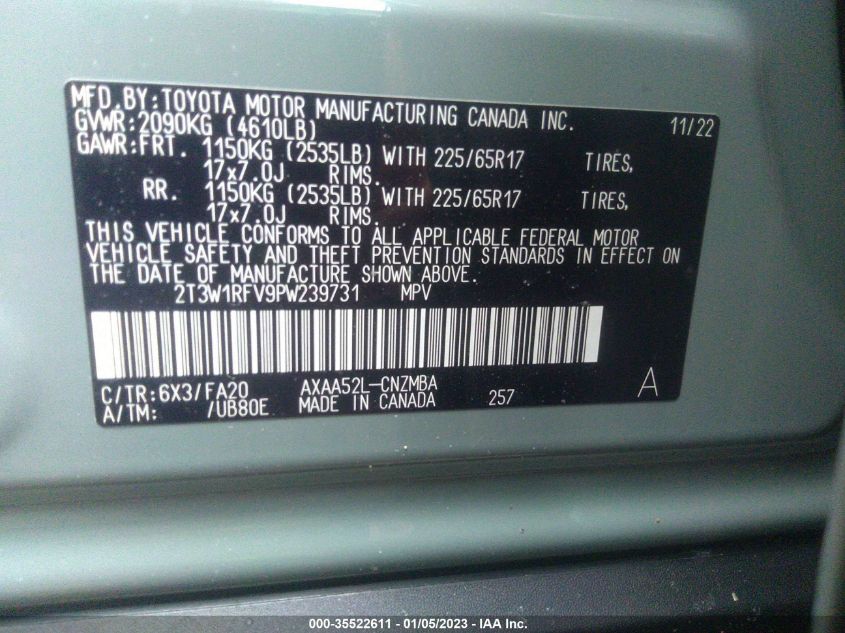 MFD.BY:TOYOTA MOTOR MANUFACTURING CANADA INC. 11/22
GVWR:2090KG (4610LB)
GAWR:FRT. 1150KG (2535LB) WITH 225/65R17 TIRES,
17x7.0J RIMS.
RR. 1150KG (2535LB) WITH 225/65R17 TIRES,
17x7.0J RIMS.
THIS VEHICLE CONFORMS TO ALL APPLICABLE FEDERAL MOTOR
VEHICLE SAFETY AND THEFT PREVENTION STANDARDS IN EFFECT ON
THE DATE OF MANUFACTURE SHOWN ABOVE.
2T3W1RFV9PW239731 MPV
C/TR:6X3/FA20 AXAA52L-CNZMBA A
A/TM: /UB80E MADE IN CANADA 257
000-35522611 - 01/05/2023 - IAA Inc.